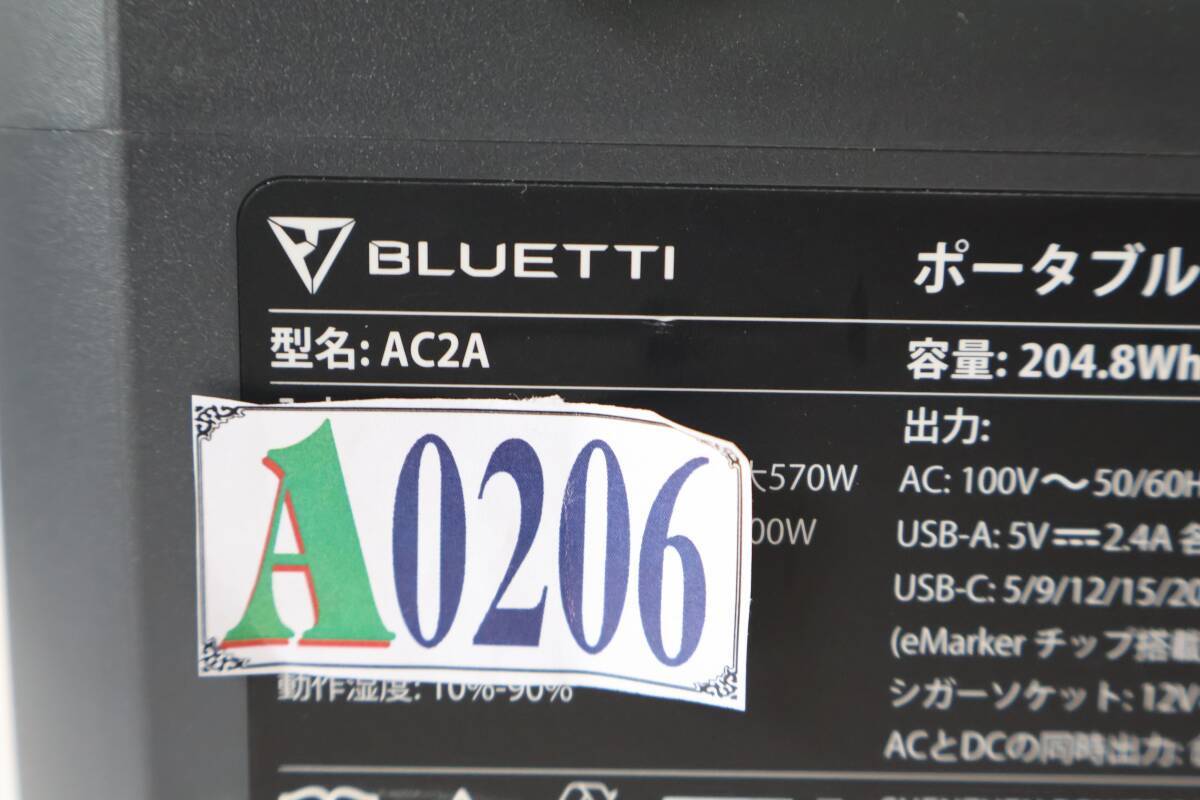 BLUETTI
ポータブル
型名: AC2A
容量: 204.8Wh
出力:
大570W
AC: 100V～50/60H
00W
USB-A: 5V⎓2.4A 各
USB-C: 5/9/12/15/20
(eMarker チップ搭載
シガーソケット: 12V
ACとDCの同時出力:
動作湿度: 10%-90%
A0206